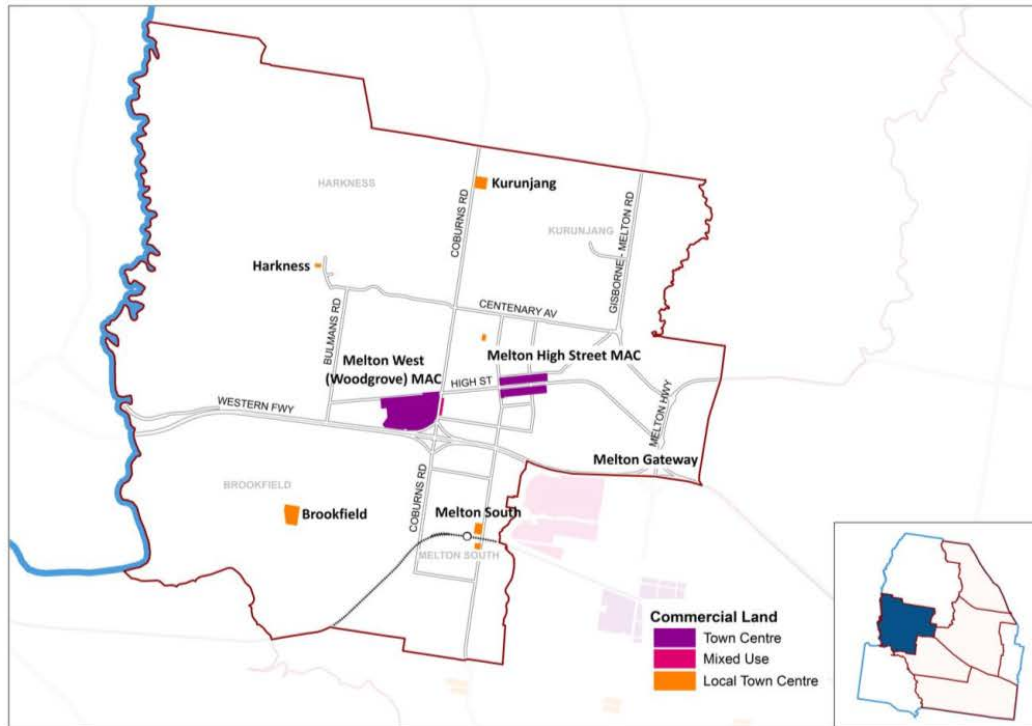 HARKNESS
Kurunjang
COBURNS RD
KURUNJANG
GISBORNE - MELTON RD
Harkness
BULMANS RD
CENTENARY AV
Melton West
(Woodgrove) MAC
Melton High Street MAC
HIGH ST
WESTERN FWY
MELTON HWY
Melton Gateway
BROOKFIELD
Brookfield
COBURNS RD
Melton South
MELTON SOUTH
Commercial Land
Town Centre
Mixed Use
Local Town Centre